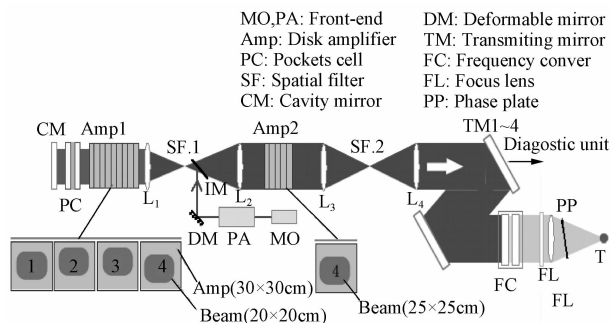 MO,PA: Front-end
Amp: Disk amplifier
PC: Pockets cell
SF: Spatial filter
CM: Cavity mirror
DM: Deformable mirror
TM: Transmiting mirror
FC: Frequency conver
FL: Focus lens
PP: Phase plate
TM1~4
Diagostic unit
CM
Amp1
SF.1
Amp2
SF.2
PC
L1
IM
L2
L3
L4
DM
PA
MO
PP
T
FC
FL
FL
1
2
3
4
4
Amp(30×30cm)
Beam(20×20cm)
Beam(25×25cm)